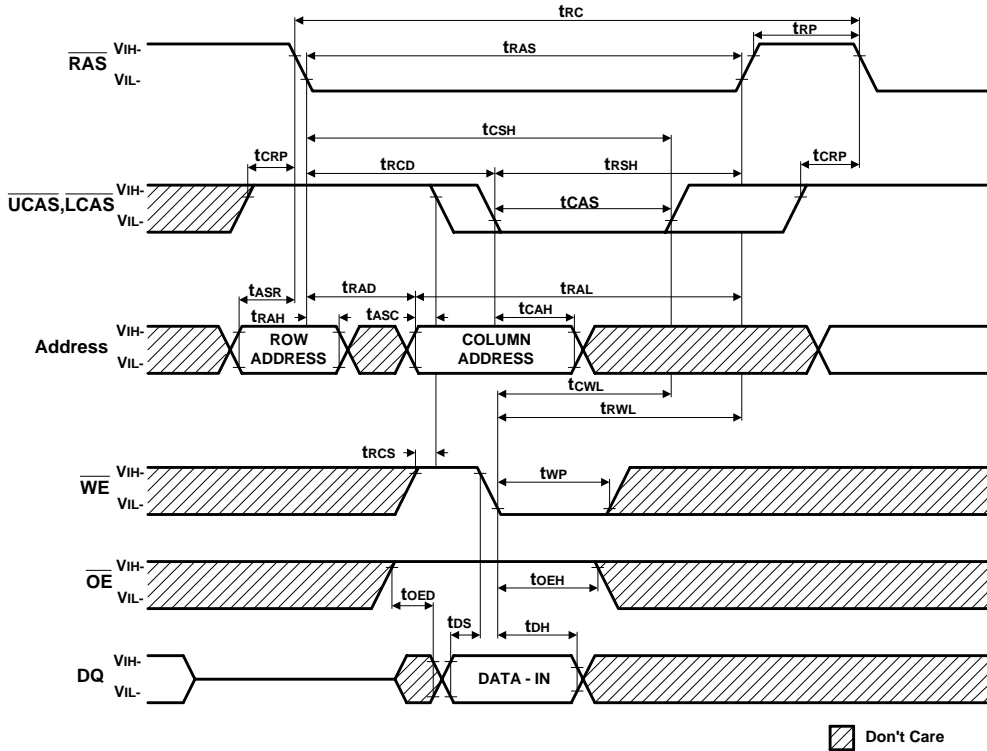 tRC
tRP
VIH-
RAS
tRAS
VIL-
tCSH
tCRP
tRCD
tRSH
tCRP
VIH-
UCAS,LCAS
tCAS
VIL-
tASR
tRAD
tRAL
tRAH
tASC
tCAH
VIH-
Address
ROW
ADDRESS
COLUMN
ADDRESS
VIL-
tCWL
tRWL
tRCS
VIH-
WE
tWP
VIL-
VIH-
OE
tOEH
VIL-
tOED
tDS
tDH
VIH-
DQ
DATA - IN
VIL-
Don't Care